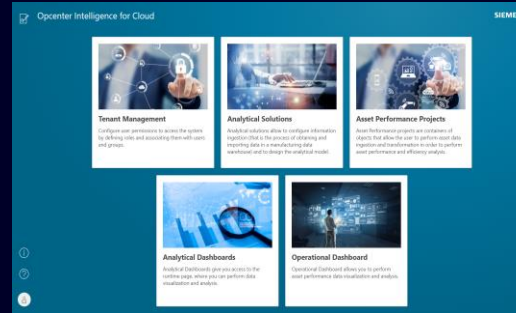 Opcenter Intelligence for Cloud
SIEME
Tenant Management
Configure user permissions to access the system
by defining roles and associating them with users
and groups.
Analytical Solutions
Analytical solutions allow to configure information
ingestion (that is the process of obtaining and
importing data in a manufacturing data
warehouse) and to design the analytical model.
Asset Performance Projects
Asset Performance projects are containers of
objects that allow the user to perform asset data
ingestion and transformation in order to perform
asset performance and efficiency analysis.
Analytical Dashboards
Analytical Dashboards give you access to the
runtime page, where you can perform data
visualization and analysis.
Operational Dashboard
Operational Dashboard allows you to perform
asset performance data visualization and analysis.